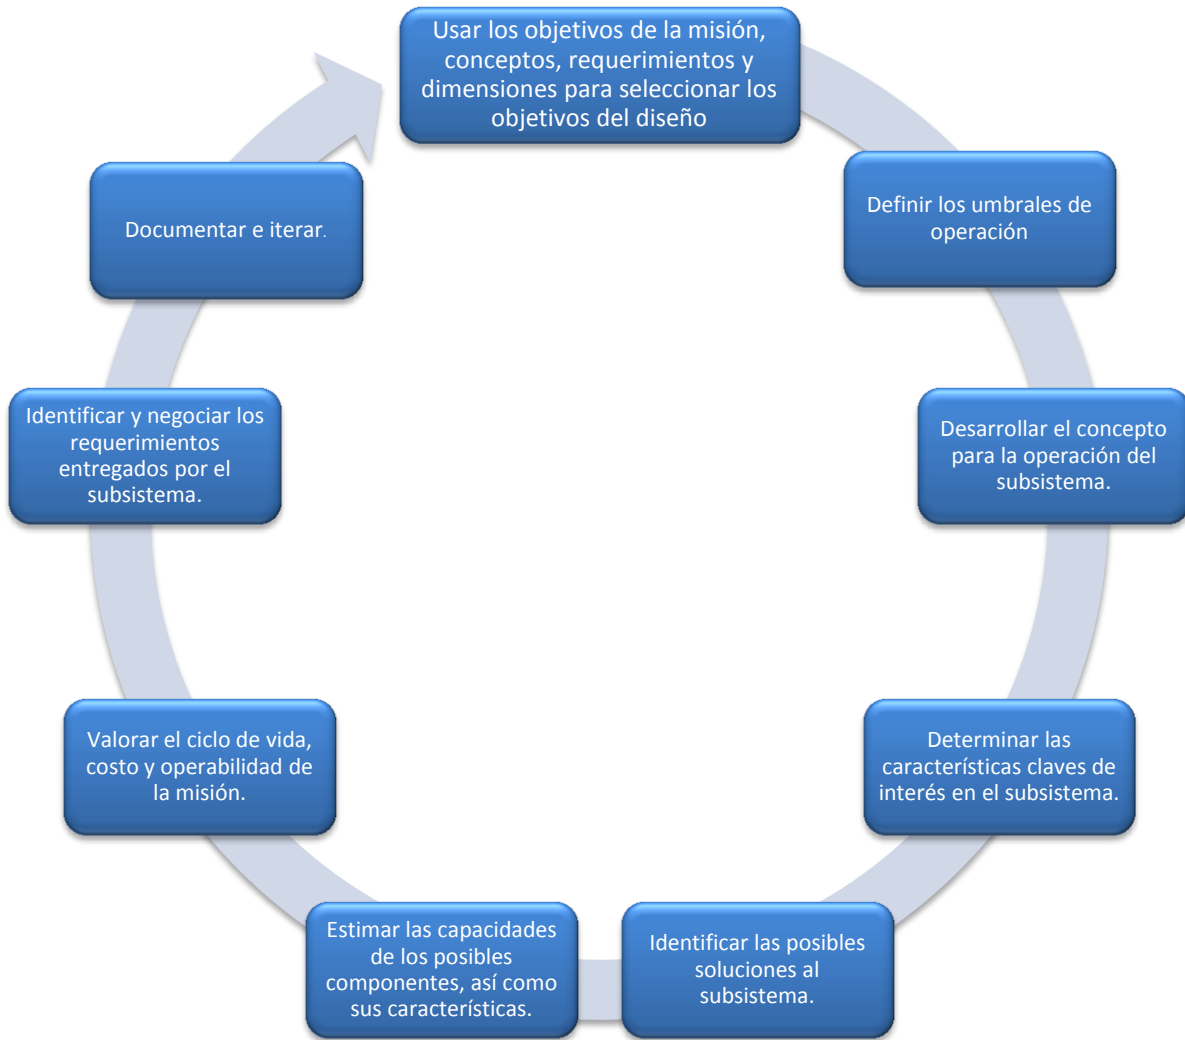 Usar los objetivos de la misión,
conceptos, requerimientos y
dimensiones para seleccionar los
objetivos del diseño
Definir los umbrales de
operación
Desarrollar el concepto
para la operación del
subsistema.
Determinar las
características claves de
interés en el subsistema.
Identificar las posibles
soluciones al
subsistema.
Estimar las capacidades
de los posibles
componentes, así como
sus características.
Valorar el ciclo de vida,
costo y operabilidad de
la misión.
Identificar y negociar los
requerimientos
entregados por el
subsistema.
Documentar e iterar.